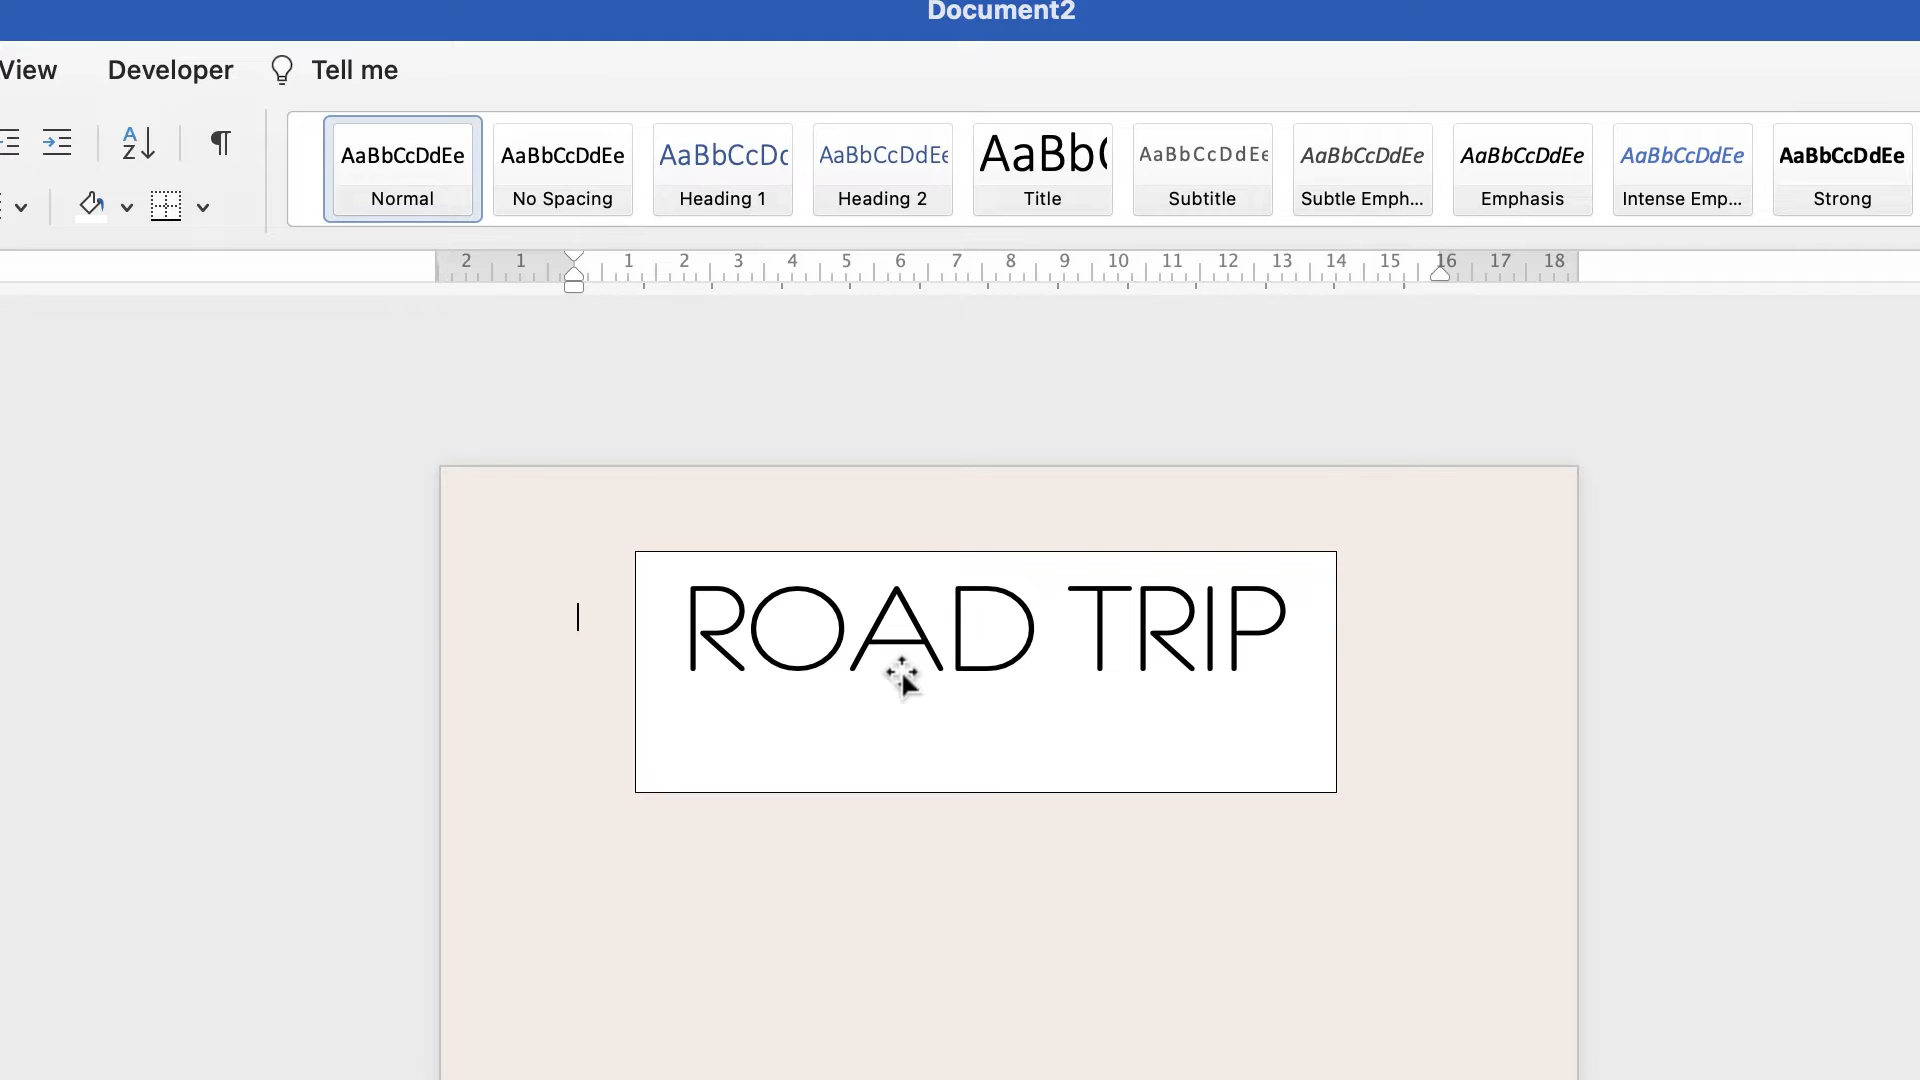 Document2
View Developer Tell me
AaBbCcDdEe AaBbCcDdEe AaBbCcDc AaBbCcDdEe AaBb( AaBbCcDdEe AaBbCcDdEe AaBbCcDdEe AaBbCcDdEe AaBbCcDdEe
Normal No Spacing Heading 1 Heading 2 Title Subtitle Subtle Emph... Emphasis Intense Emp... Strong
2 1 1 2 3 4 5 6 7 8 9 10 11 12 13 14 15 16 17 18
ROAD TRIP